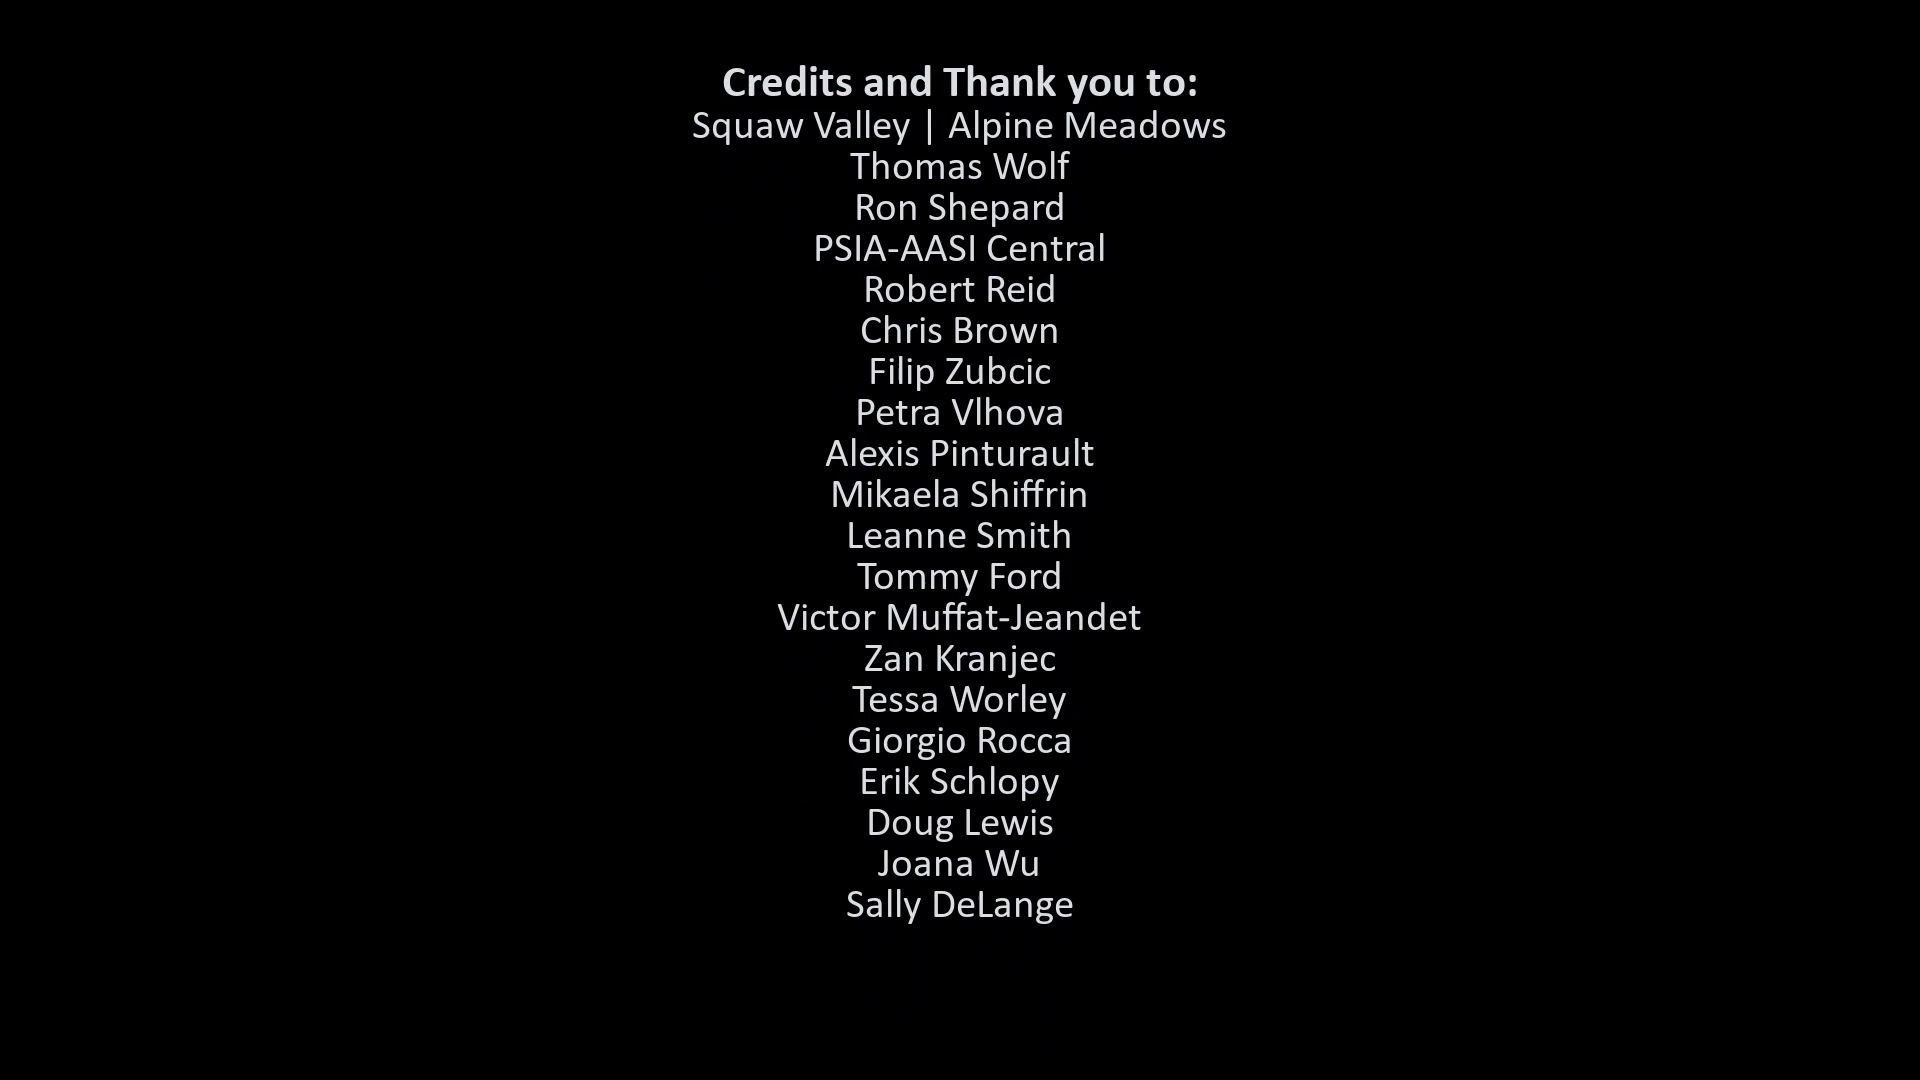 Credits and Thank you to:
Squaw Valley | Alpine Meadows
Thomas Wolf
Ron Shepard
PSIA-AASI Central
Robert Reid
Chris Brown
Filip Zubcic
Petra Vlhova
Alexis Pinturault
Mikaela Shiffrin
Leanne Smith
Tommy Ford
Victor Muffat-Jeandet
Zan Kranjec
Tessa Worley
Giorgio Rocca
Erik Schlopy
Doug Lewis
Joana Wu
Sally DeLange